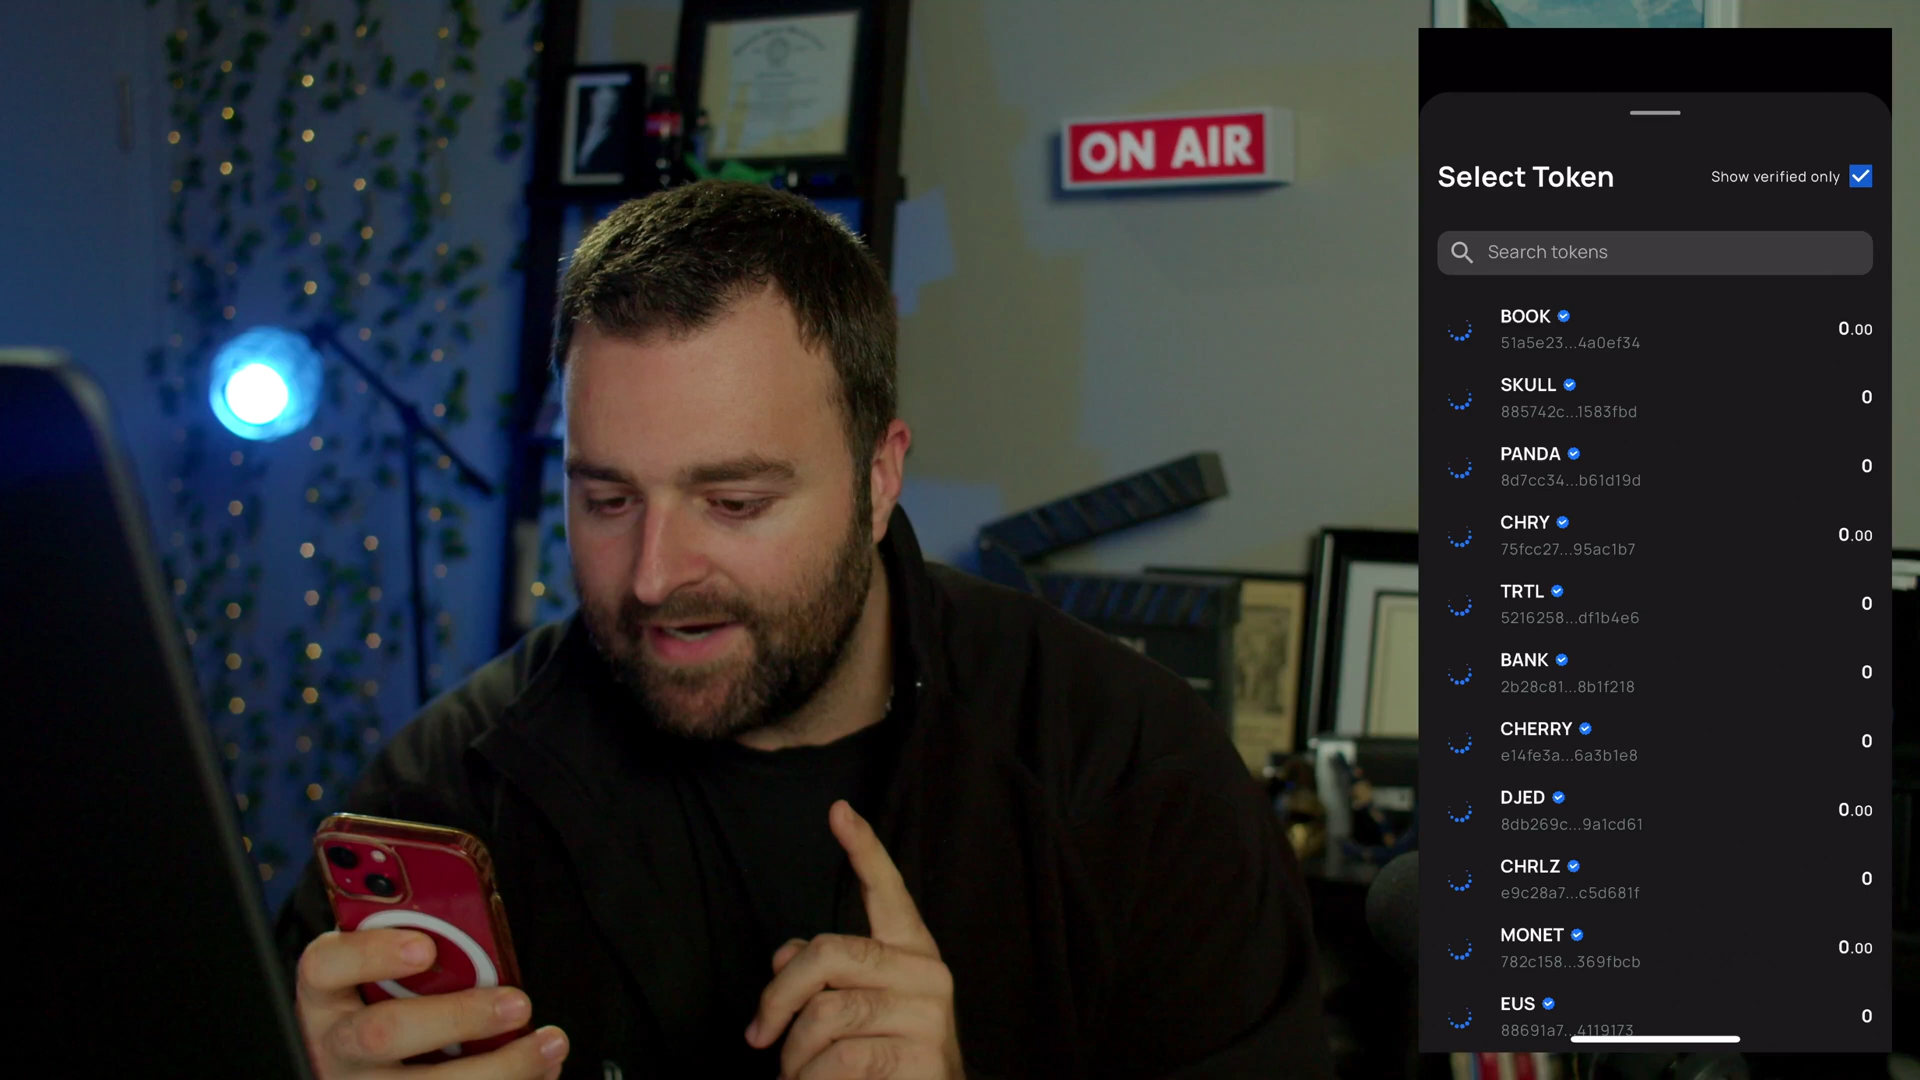 ON AIR
Select Token
Show verified only
Search tokens
BOOK
51a5e23...4a0ef34
0.00
SKULL
885742c...1583fbd
0
PANDA
8d7cc34...b61d19d
0
CHRY
75fcc27...95ac1b7
0.00
TRTL
5216258...df1b4e6
0
BANK
2b28c81...8b1f218
0
CHERRY
e14fe3a...6a3b1e8
0
DJED
8db269c...9a1cd61
0.00
CHRLZ
e9c28a7...c5d681f
0
MONET
782c158...369fbcb
0.00
EUS
88691a7...4119173
0